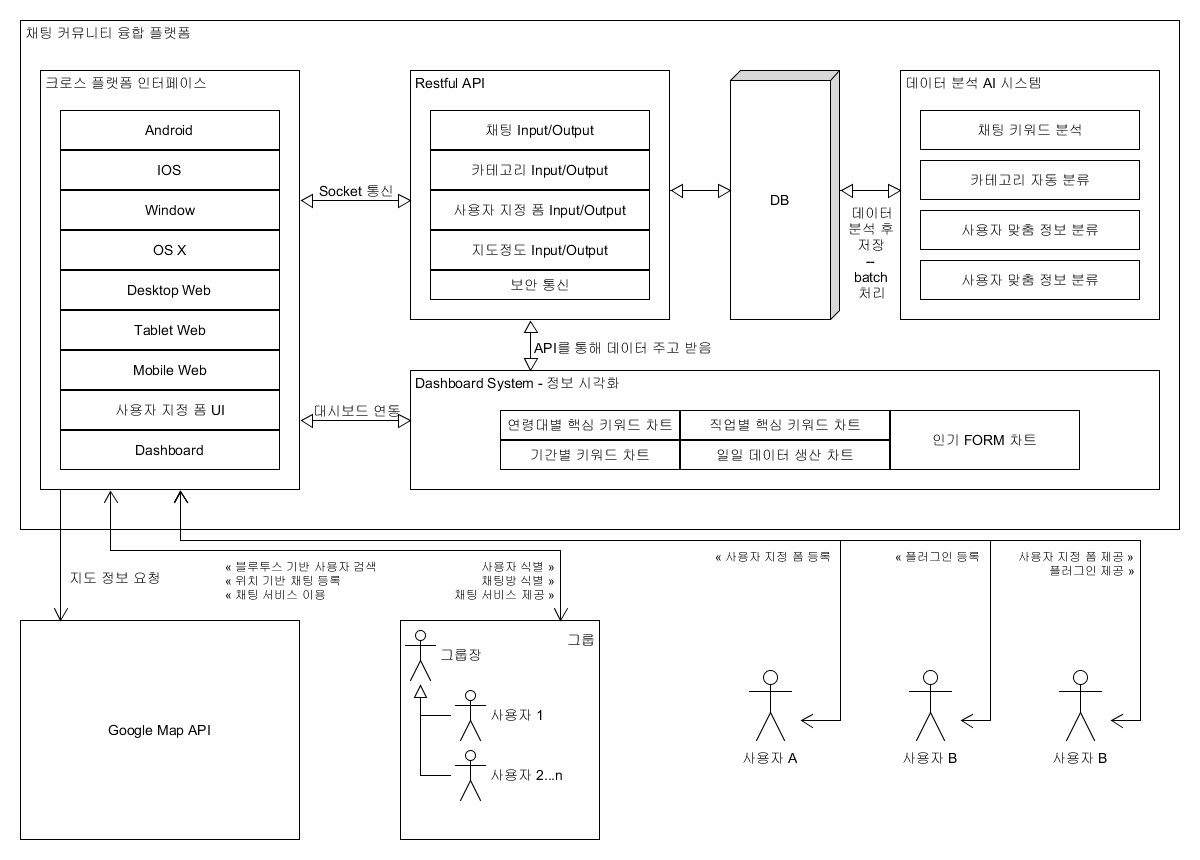 채팅 커뮤니티 융합 플랫폼
크로스 플랫폼 인터페이스
Android
IOS
Window
OS X
Desktop Web
Tablet Web
Mobile Web
사용자 지정 폼 UI
Dashboard
Socket 통신
대시보드 연동
Restful API
채팅 Input/Output
카테고리 Input/Output
사용자 지정 폼 Input/Output
지도정도 Input/Output
보안 통신
DB
데이터
분석 후
저장
--
batch
처리
데이터 분석 AI 시스템
채팅 키워드 분석
카테고리 자동 분류
사용자 맞춤 정보 분류
사용자 맞춤 정보 분류
API를 통해 데이터 주고 받음
Dashboard System - 정보 시각화
연령대별 핵심 키워드 차트
직업별 핵심 키워드 차트
인기 FORM 차트
기간별 키워드 차트
일일 데이터 생산 차트
지도 정보 요청
« 블루투스 기반 사용자 검색
« 위치 기반 채팅 등록
« 채팅 서비스 이용
사용자 식별 »
채팅방 식별 »
채팅 서비스 제공 »
« 사용자 지정 폼 등록
« 플러그인 등록
사용자 지정 폼 제공 »
플러그인 제공 »
Google Map API
그룹
그룹장
사용자 1
사용자 2...n
사용자 A
사용자 B
사용자 B